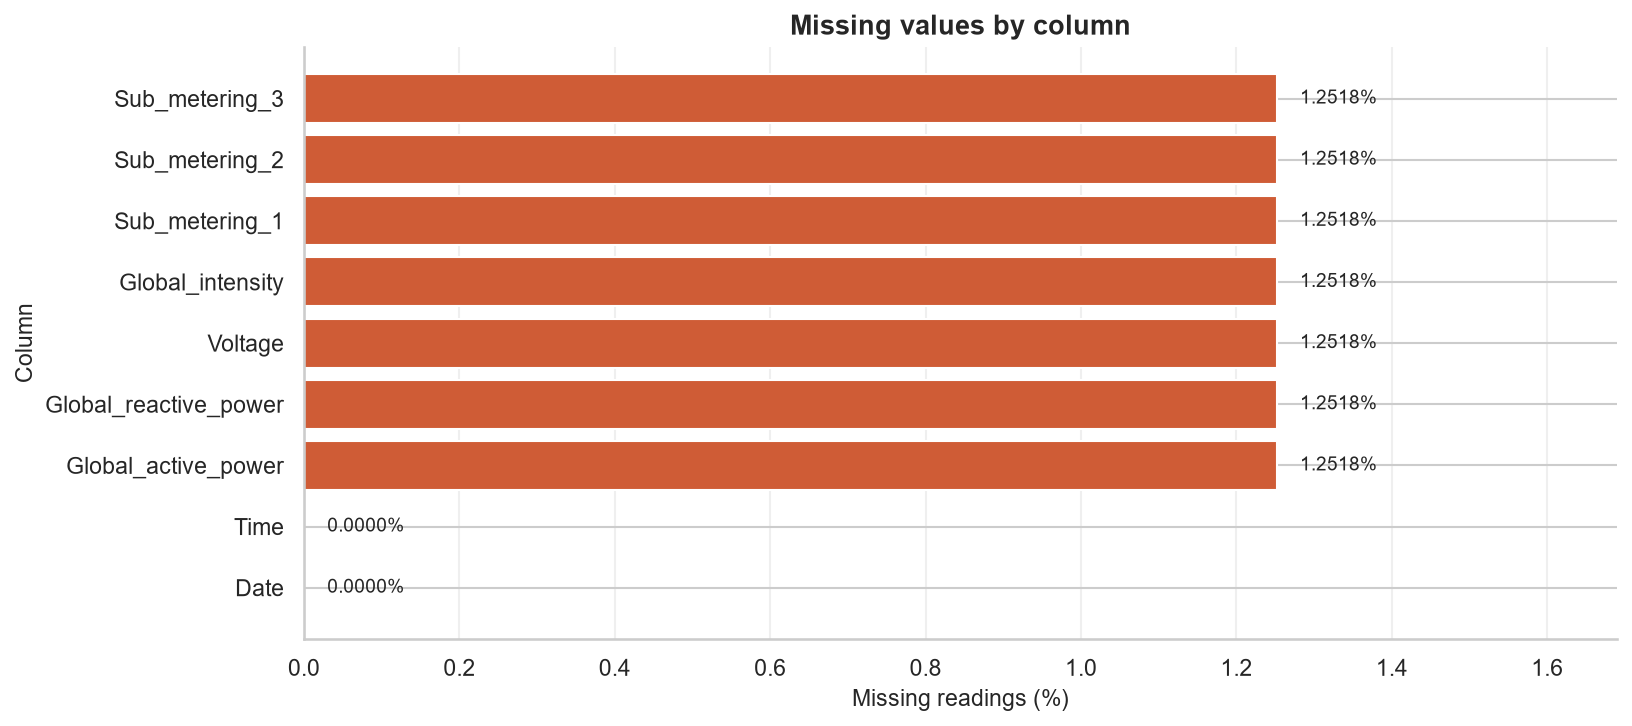 Missing values by column
Sub_metering_3 1.2518%
Sub_metering_2 1.2518%
Sub_metering_1 1.2518%
Global_intensity 1.2518%
Voltage 1.2518%
Global_reactive_power 1.2518%
Global_active_power 1.2518%
Time 0.0000%
Date 0.0000%
Column
0.0 0.2 0.4 0.6 0.8 1.0 1.2 1.4 1.6
Missing readings (%)